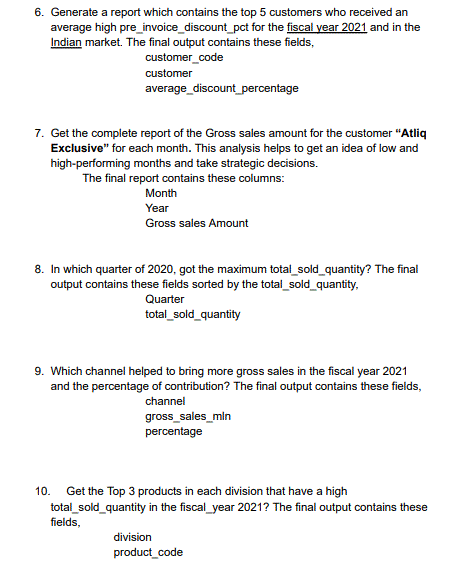 6. Generate a report which contains the top 5 customers who received an
average high pre_invoice_discount_pct for the fiscal year 2021 and in the
Indian market. The final output contains these fields,
customer_code
customer
average_discount_percentage
7. Get the complete report of the Gross sales amount for the customer “Atliq
Exclusive” for each month. This analysis helps to get an idea of low and
high-performing months and take strategic decisions.
The final report contains these columns:
Month
Year
Gross sales Amount
8. In which quarter of 2020, got the maximum total_sold_quantity? The final
output contains these fields sorted by the total_sold_quantity,
Quarter
total_sold_quantity
9. Which channel helped to bring more gross sales in the fiscal year 2021
and the percentage of contribution? The final output contains these fields,
channel
gross_sales_mln
percentage
10. Get the Top 3 products in each division that have a high
total_sold_quantity in the fiscal_year 2021? The final output contains these
fields,
division
product_code